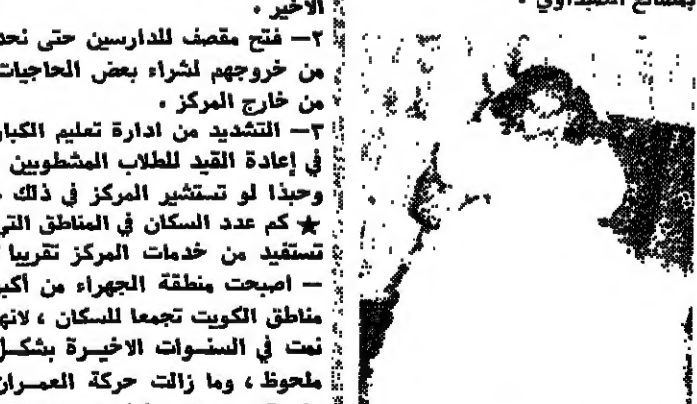 بمصانع الصيداوي •
الأخير •
٢— فتح مقصف للدارسين حتى نحد
من خروجهم لشراء بعض الحاجيات
من خارج المركز •
٣— التشديد من ادارة تعليم الكبار
في إعادة القيد للطلاب المشطوبين
وحبذا لو تستشير المركز في ذلك •
★ كم عدد السكان في المناطق التي
تستفيد من خدمات المركز تقريبا
— اصبحت منطقة الجهراء من أكبر
مناطق الكويت تجمعا للسكان ، لانها
نمت في السنوات الاخيرة بشكل
ملحوظ ، وما زالت حركة العمران